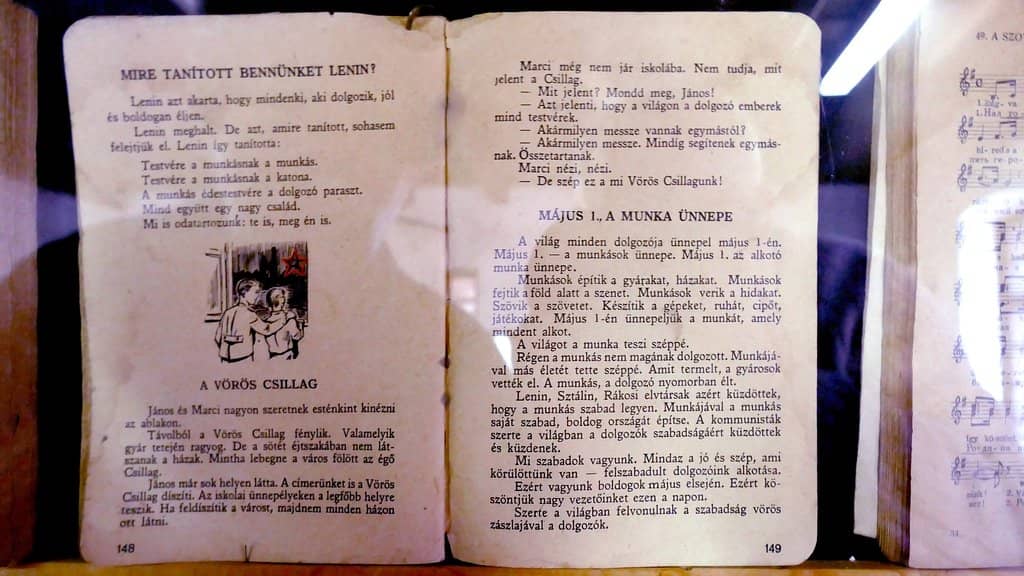 MIRE TANÍTOTT BENNÜNKET LENIN?
Lenin azt akarta, hogy mindenki, aki dolgozik, jól
és boldogan éljen.
Lenin meghalt. De azt, amire tanított, sohasem
felejtjük el. Lenin így tanította:
Testvére a munkásnak a munkás.
Testvére a munkásnak a katona.
A munkás édestestvére a dolgozó paraszt.
Mind együtt egy nagy család.
Mi is odatartozunk: te is, meg én is.
A VÖRÖS CSILLAG
János és Marci nagyon szeretnek esténkint kinézni
az ablakon.
Távolból a Vörös Csillag fénylik. Valamelyik
gyár tetején ragyog. De a sötét éjtszakában nem lát-
szanak a házak. Mintha lebegne a város fölött az égő
Csillag.
János már sok helyen látta. A címerünket is a Vörös
Csillag díszíti. Az iskolai ünnepélyeken a legfőbb helyre
teszik. Ha feldíszítik a várost, majdnem minden házon
ott látni.
148
Marci még nem jár iskolába. Nem tudja, mit
jelent a Csillag.
— Mit jelent? Mondd meg, János!
— Azt jelenti, hogy a világon a dolgozó emberek
mind testvérek.
— Akármilyen messze vannak egymástól?
— Akármilyen messze. Mindíg segítenek egymás-
nak. Összetartanak.
Marci nézi, nézi.
— De szép ez a mi Vörös Csillagunk!
MÁJUS 1., A MUNKA ÜNNEPE
A világ minden dolgozója ünnepel május 1-én.
Május 1. — a munkások ünnepe. Május 1. az alkotó
munka ünnepe.
Munkások építik a gyárakat, házakat. Munkások
fejtik a föld alatt a szenet. Munkások verik a hidakat.
Szövik a szövetet. Készítik a gépeket, ruhát, cipőt,
játékokat. Május 1-én ünnepeljük a munkát, amely
mindent alkot.
A világot a munka teszi széppé.
Régen a munkás nem magának dolgozott. Munkájá-
val más életét tette széppé. Amit termelt, a gyárosok
vették el. A munkás, a dolgozó nyomorban élt.
Lenin, Sztálin, Rákosi elvtársak azért küzdöttek,
hogy a munkás szabad legyen. Munkájával a munkás
saját szabad, boldog országát építse. A kommunisták
szerte a világban a dolgozók szabadságáért küzdöttek
és küzdenek.
Mi szabadok vagyunk. Mindaz a jó és szép, ami
körülöttünk van — felszabadult dolgozóink alkotása.
Ezért vagyunk boldogok május elsején. Ezért kö-
szöntjük nagy vezetőinket ezen a napon.
Szerte a világban felvonulnak a szabadság vörös
zászlajával a dolgozók.
149
49. A SZO